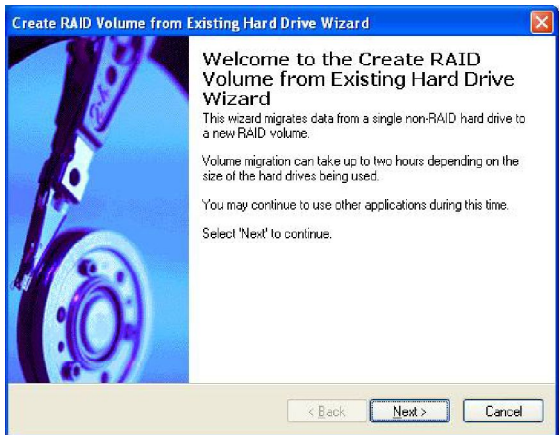 Create RAID Volume from Existing Hard Drive Wizard
Welcome to the Create RAID
Volume from Existing Hard Drive
Wizard
This wizard migrates data from a single non-RAID hard drive to
a new RAID volume.
Volume migration can take up to two hours depending on the
size of the hard drives being used.
You may continue to use other applications during this time.
Select 'Next' to continue.
< Back
Next >
Cancel